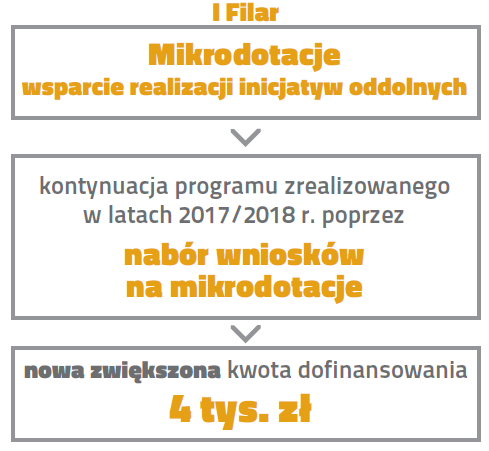 I Filar
Mikrodotacje
wsparcie realizacji inicjatyw oddolnych
kontynuacja programu zrealizowanego
w latach 2017/2018 r. poprzez
nabór wniosków
na mikrodotacje
nowa zwiększona kwota dofinansowania
4 tys. zł